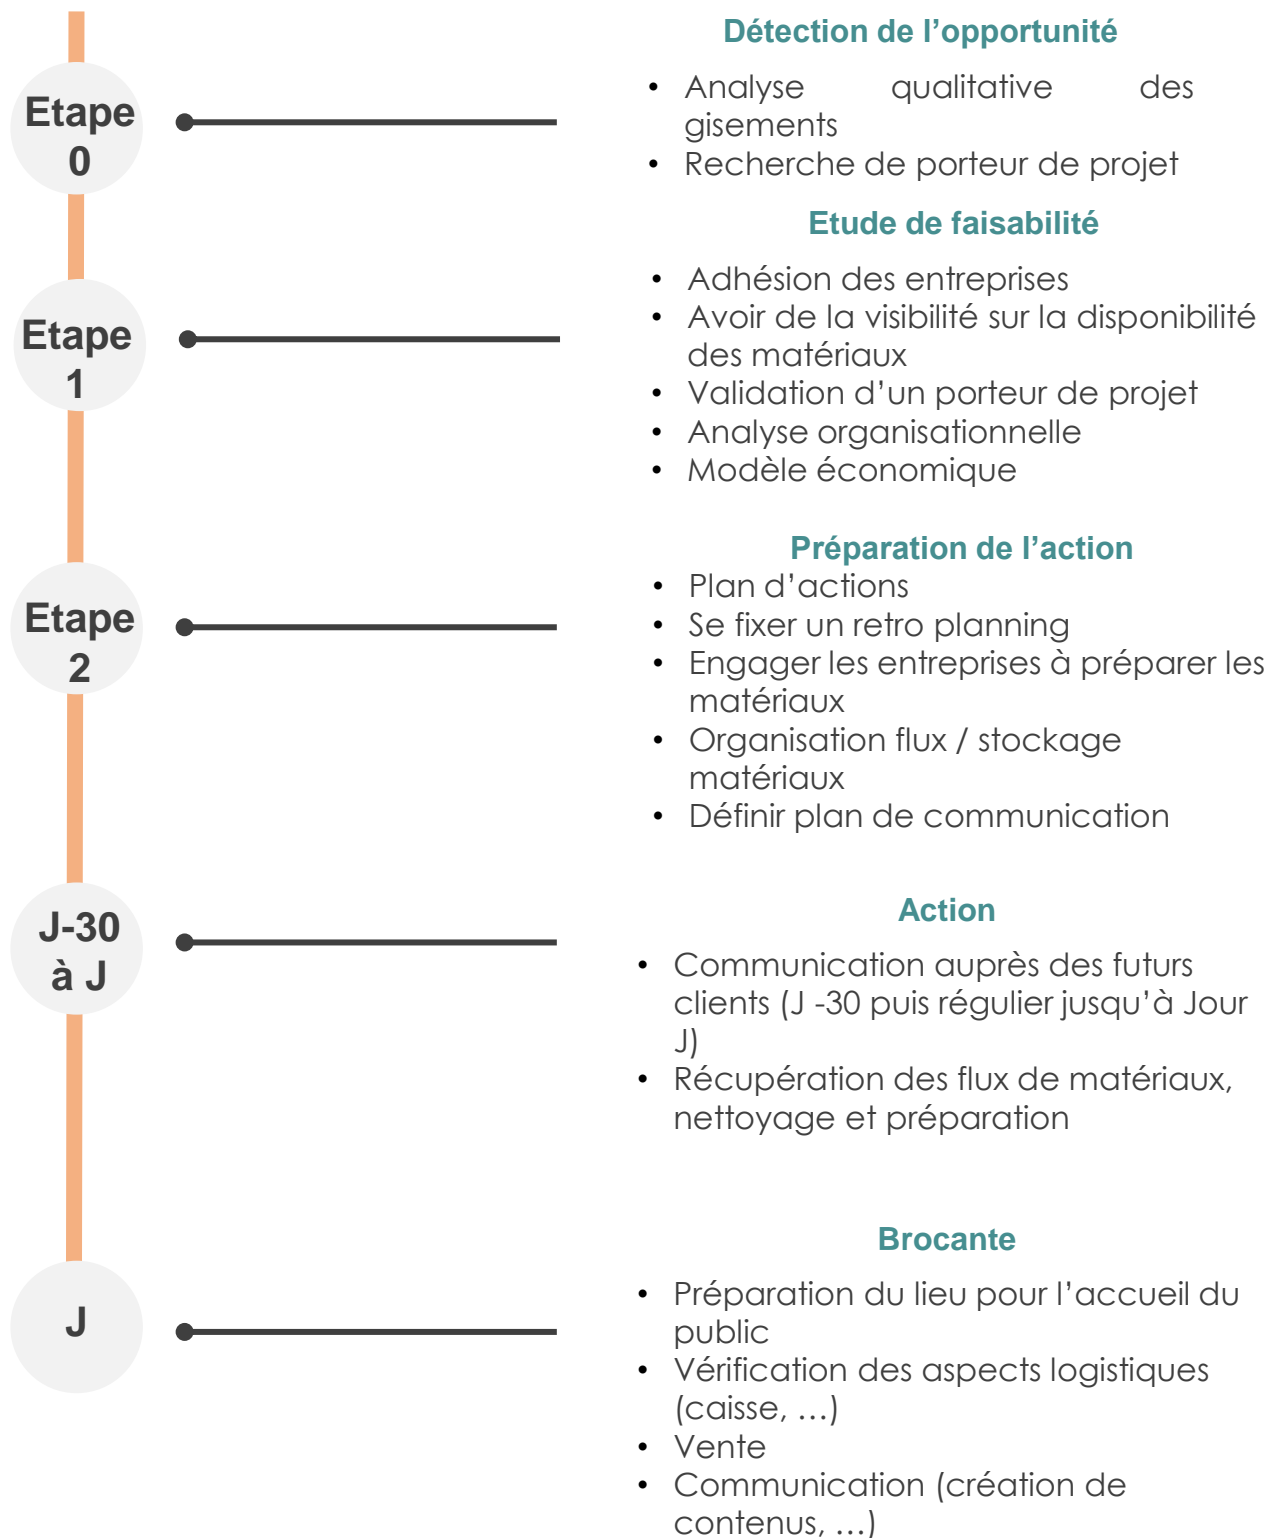 Détection de l’opportunité
Etape
0
• Analyse qualitative des
gisements
• Recherche de porteur de projet
Etude de faisabilité
Etape
1
• Adhésion des entreprises
• Avoir de la visibilité sur la disponibilité
des matériaux
• Validation d’un porteur de projet
• Analyse organisationnelle
• Modèle économique
Préparation de l’action
Etape
2
• Plan d’actions
• Se fixer un retro planning
• Engager les entreprises à préparer les
matériaux
• Organisation flux / stockage
matériaux
• Définir plan de communication
Action
J-30
à J
• Communication auprès des futurs
clients (J -30 puis régulier jusqu’à Jour
J)
• Récupération des flux de matériaux,
nettoyage et préparation
Brocante
J
• Préparation du lieu pour l’accueil du
public
• Vérification des aspects logistiques
(caisse, …)
• Vente
• Communication (création de
contenus, …)